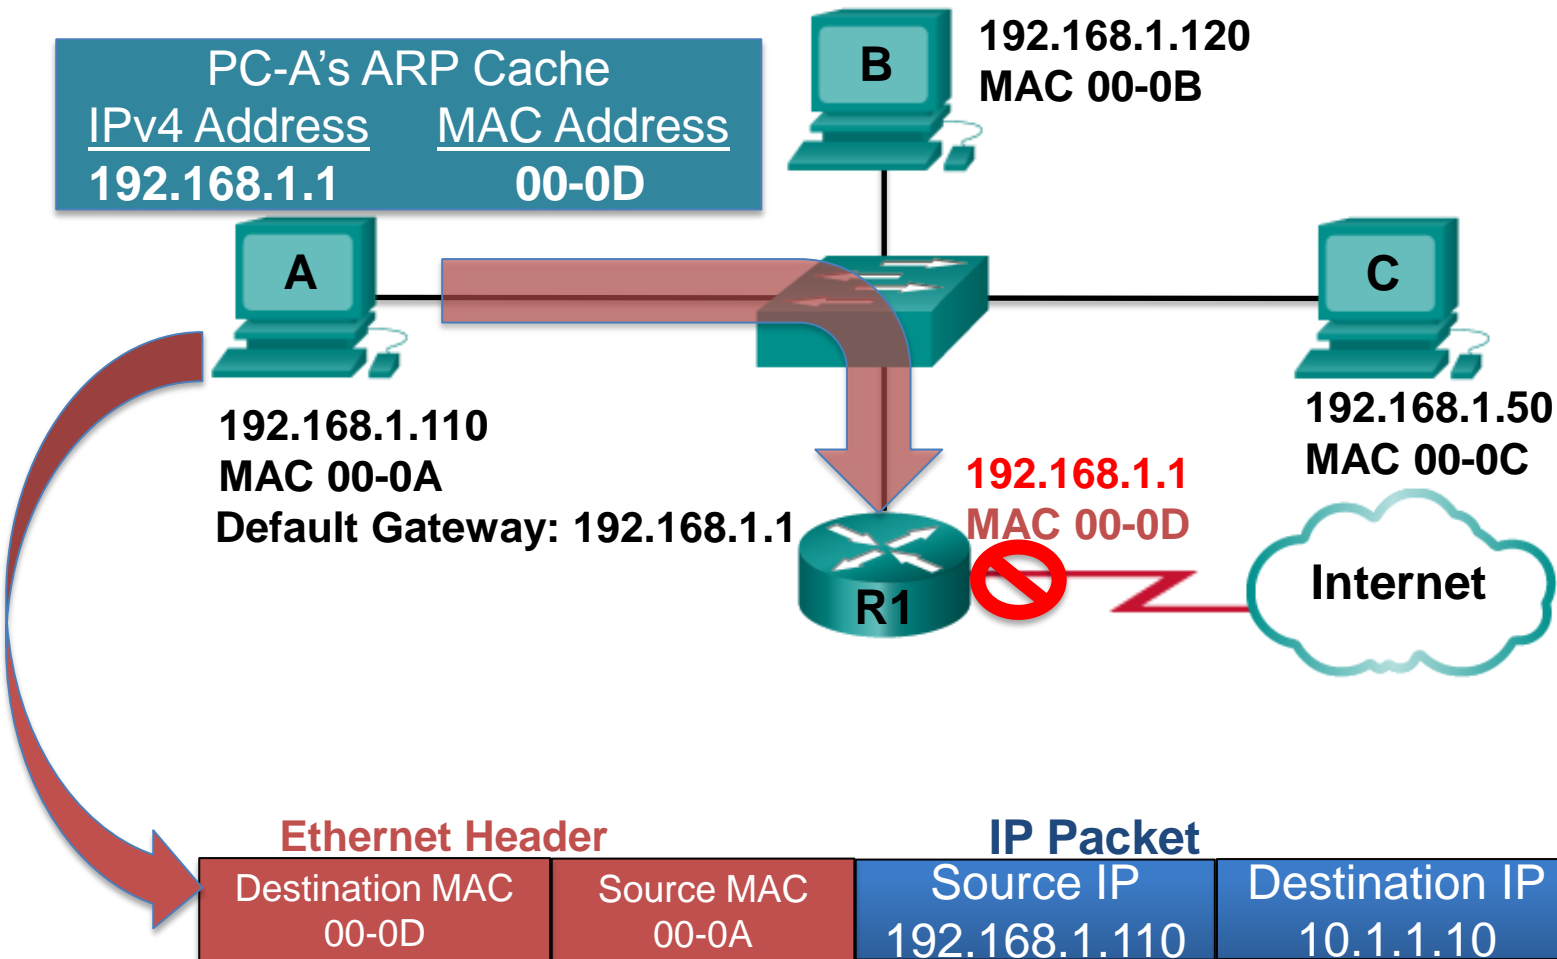 PC-A's ARP Cache
IPv4 Address MAC Address
192.168.1.1 00-0D
B
192.168.1.120
MAC 00-0B
A
C
192.168.1.110
MAC 00-0A
Default Gateway: 192.168.1.1
192.168.1.50
MAC 00-0C
192.168.1.1
MAC 00-0D
R1
Internet
Ethernet Header
IP Packet
Destination MAC
00-0D
Source MAC
00-0A
Source IP
192.168.1.110
Destination IP
10.1.1.10